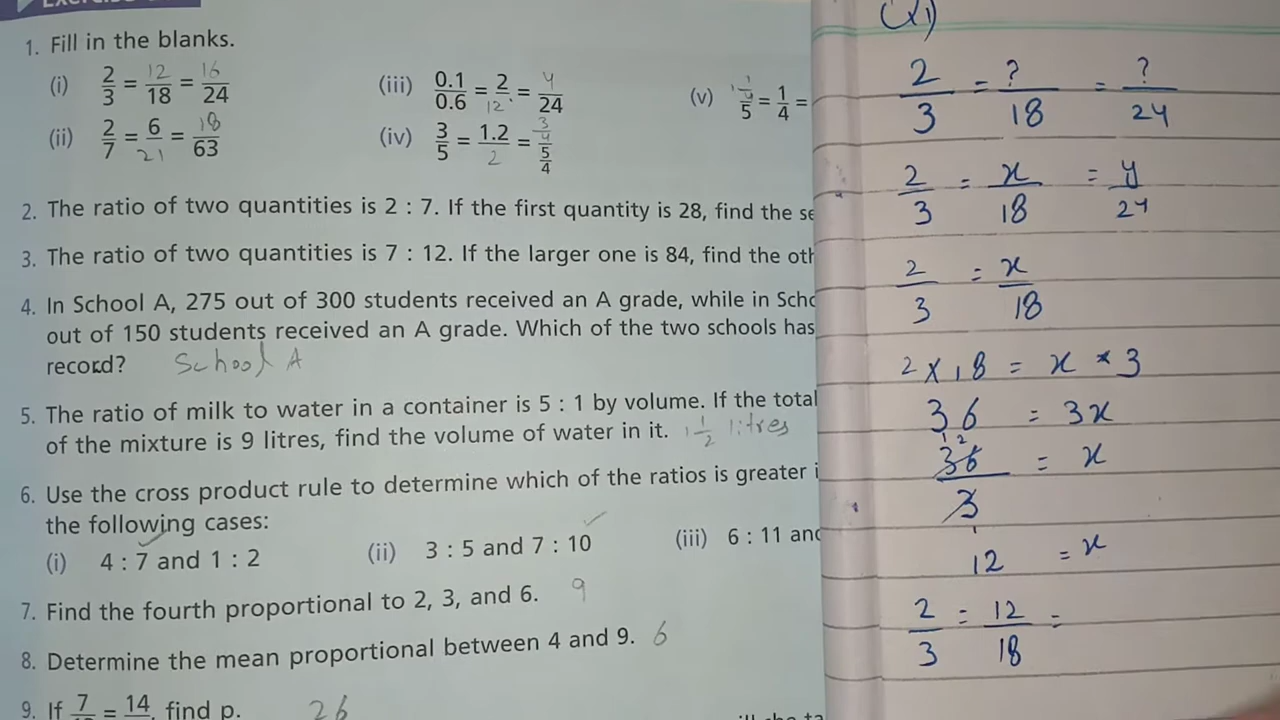 1. Fill in the blanks.
(i) 2/3 = 12/18 = 16/24 (iii) 0.1/0.6 = 2/12 = 4/24 (v) /5 = 1/4 =
(ii) 2/7 = 6/21 = 18/63 (iv) 3/5 = 1.2/2 = 3/4 / 5/4
2. The ratio of two quantities is 2 : 7. If the first quantity is 28, find the
3. The ratio of two quantities is 7 : 12. If the larger one is 84, find the
4. In School A, 275 out of 300 students received an A grade, while in
out of 150 students received an A grade. Which of the two schools has
record? School A
5. The ratio of milk to water in a container is 5 : 1 by volume. If the total
of the mixture is 9 litres, find the volume of water in it. 1 1/2 litres
6. Use the cross product rule to determine which of the ratios is greater
the following cases:
(i) 4 : 7 and 1 : 2 (ii) 3 : 5 and 7 : 10 (iii) 6 : 11
7. Find the fourth proportional to 2, 3, and 6. 9
8. Determine the mean proportional between 4 and 9. 6
9. If 7/ = 14/ , find p. 26
2/3 = ?/18 = ?/24
2/3 = x/18 = y/24
2/3 = x/18
2 × 18 = x × 3
36 = 3x
36/3 = x
12 = x
2/3 = 12/18 =